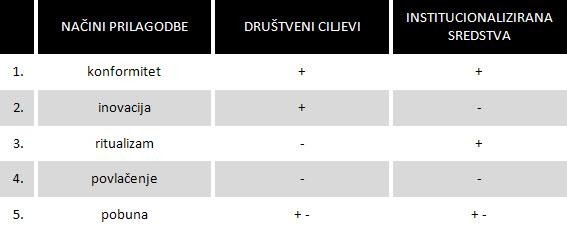 NAČINI PRILAGODBE DRUŠTVENI CILJEVI INSTITUCIONALIZIRANA SREDSTVA
1. konformitet + +
2. inovacija + -
3. ritualizam - +
4. povlačenje - -
5. pobuna + - + -